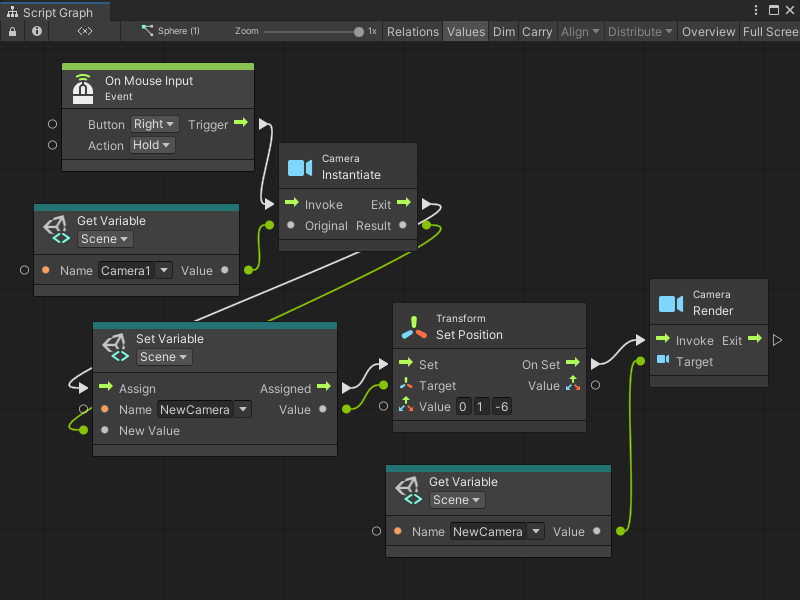 Script Graph
<×>
Sphere (1)
Zoom
1x
Relations
Values
Dim
Carry
Align
Distribute
Overview
Full Scree
On Mouse Input
Event
Button Right Trigger
Action Hold
Camera
Instantiate
Invoke Exit
Original Result
Get Variable
Scene
Name Camera1 Value
Set Variable
Scene
Assign Assigned
Name NewCamera Value
New Value
Transform
Set Position
Set On Set
Target Value
Value 0 1 -6
Camera
Render
Invoke Exit
Target
Get Variable
Scene
Name NewCamera Value